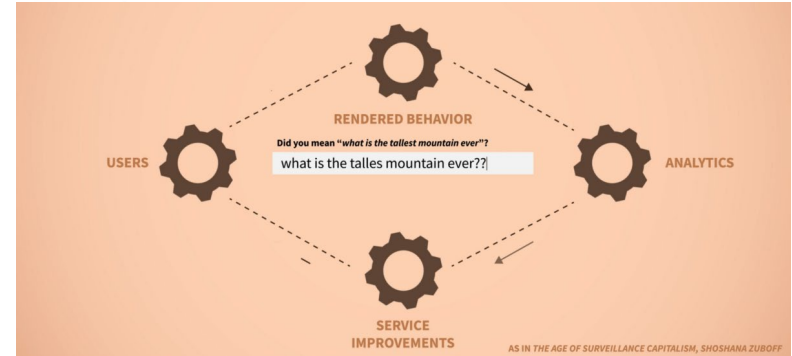 RENDERED BEHAVIOR
Did you mean “what is the tallest mountain ever”?
what is the talles mountain ever??
USERS
ANALYTICS
SERVICE
IMPROVEMENTS
AS IN THE AGE OF SURVEILLANCE CAPITALISM, SHOSHANA ZUBOFF